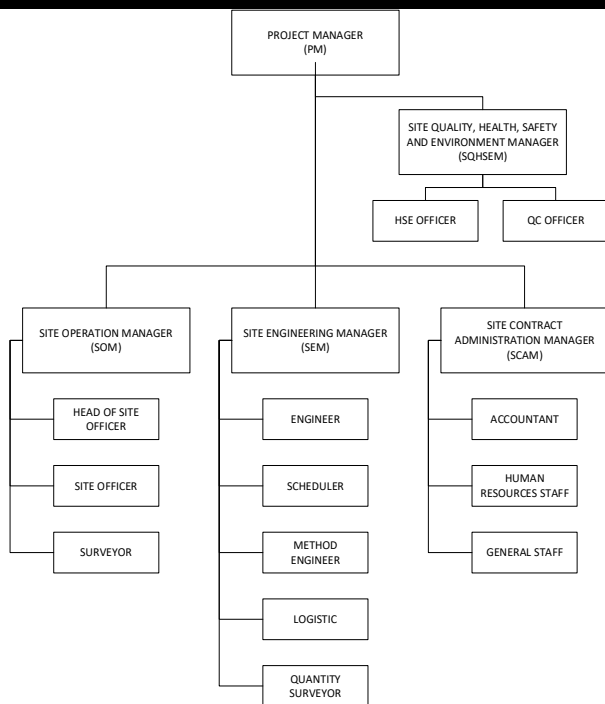 PROJECT MANAGER
(PM)
SITE QUALITY, HEALTH, SAFETY
AND ENVIRONMENT MANAGER
(SQHSEM)
HSE OFFICER
QC OFFICER
SITE OPERATION MANAGER
(SOM)
SITE ENGINEERING MANAGER
(SEM)
SITE CONTRACT
ADMINISTRATION MANAGER
(SCAM)
HEAD OF SITE
OFFICER
ENGINEER
ACCOUNTANT
SITE OFFICER
SCHEDULER
HUMAN
RESOURCES STAFF
SURVEYOR
METHOD
ENGINEER
GENERAL STAFF
LOGISTIC
QUANTITY
SURVEYOR